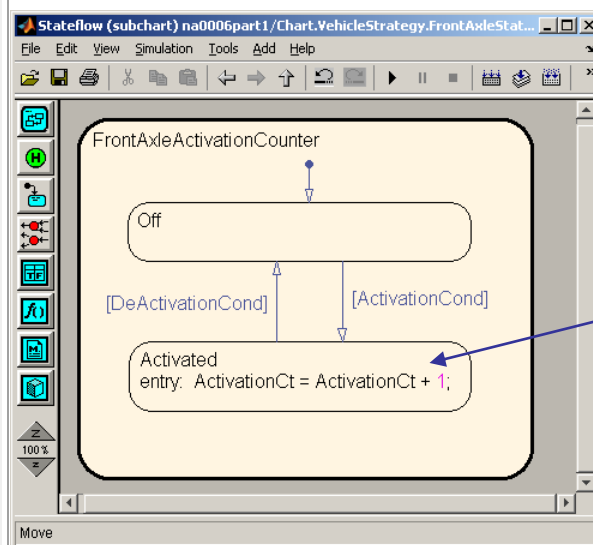 Stateflow (subchart) na0006part1/Chart.VehicleStrategy.FrontAxleStat...
File Edit View Simulation Tools Add Help
FrontAxleActivationCounter
Off
[DeActivationCond]
[ActivationCond]
Activated
entry: ActivationCt = ActivationCt + 1;
H
TF
f()
M
Z
100 %
Z
Move